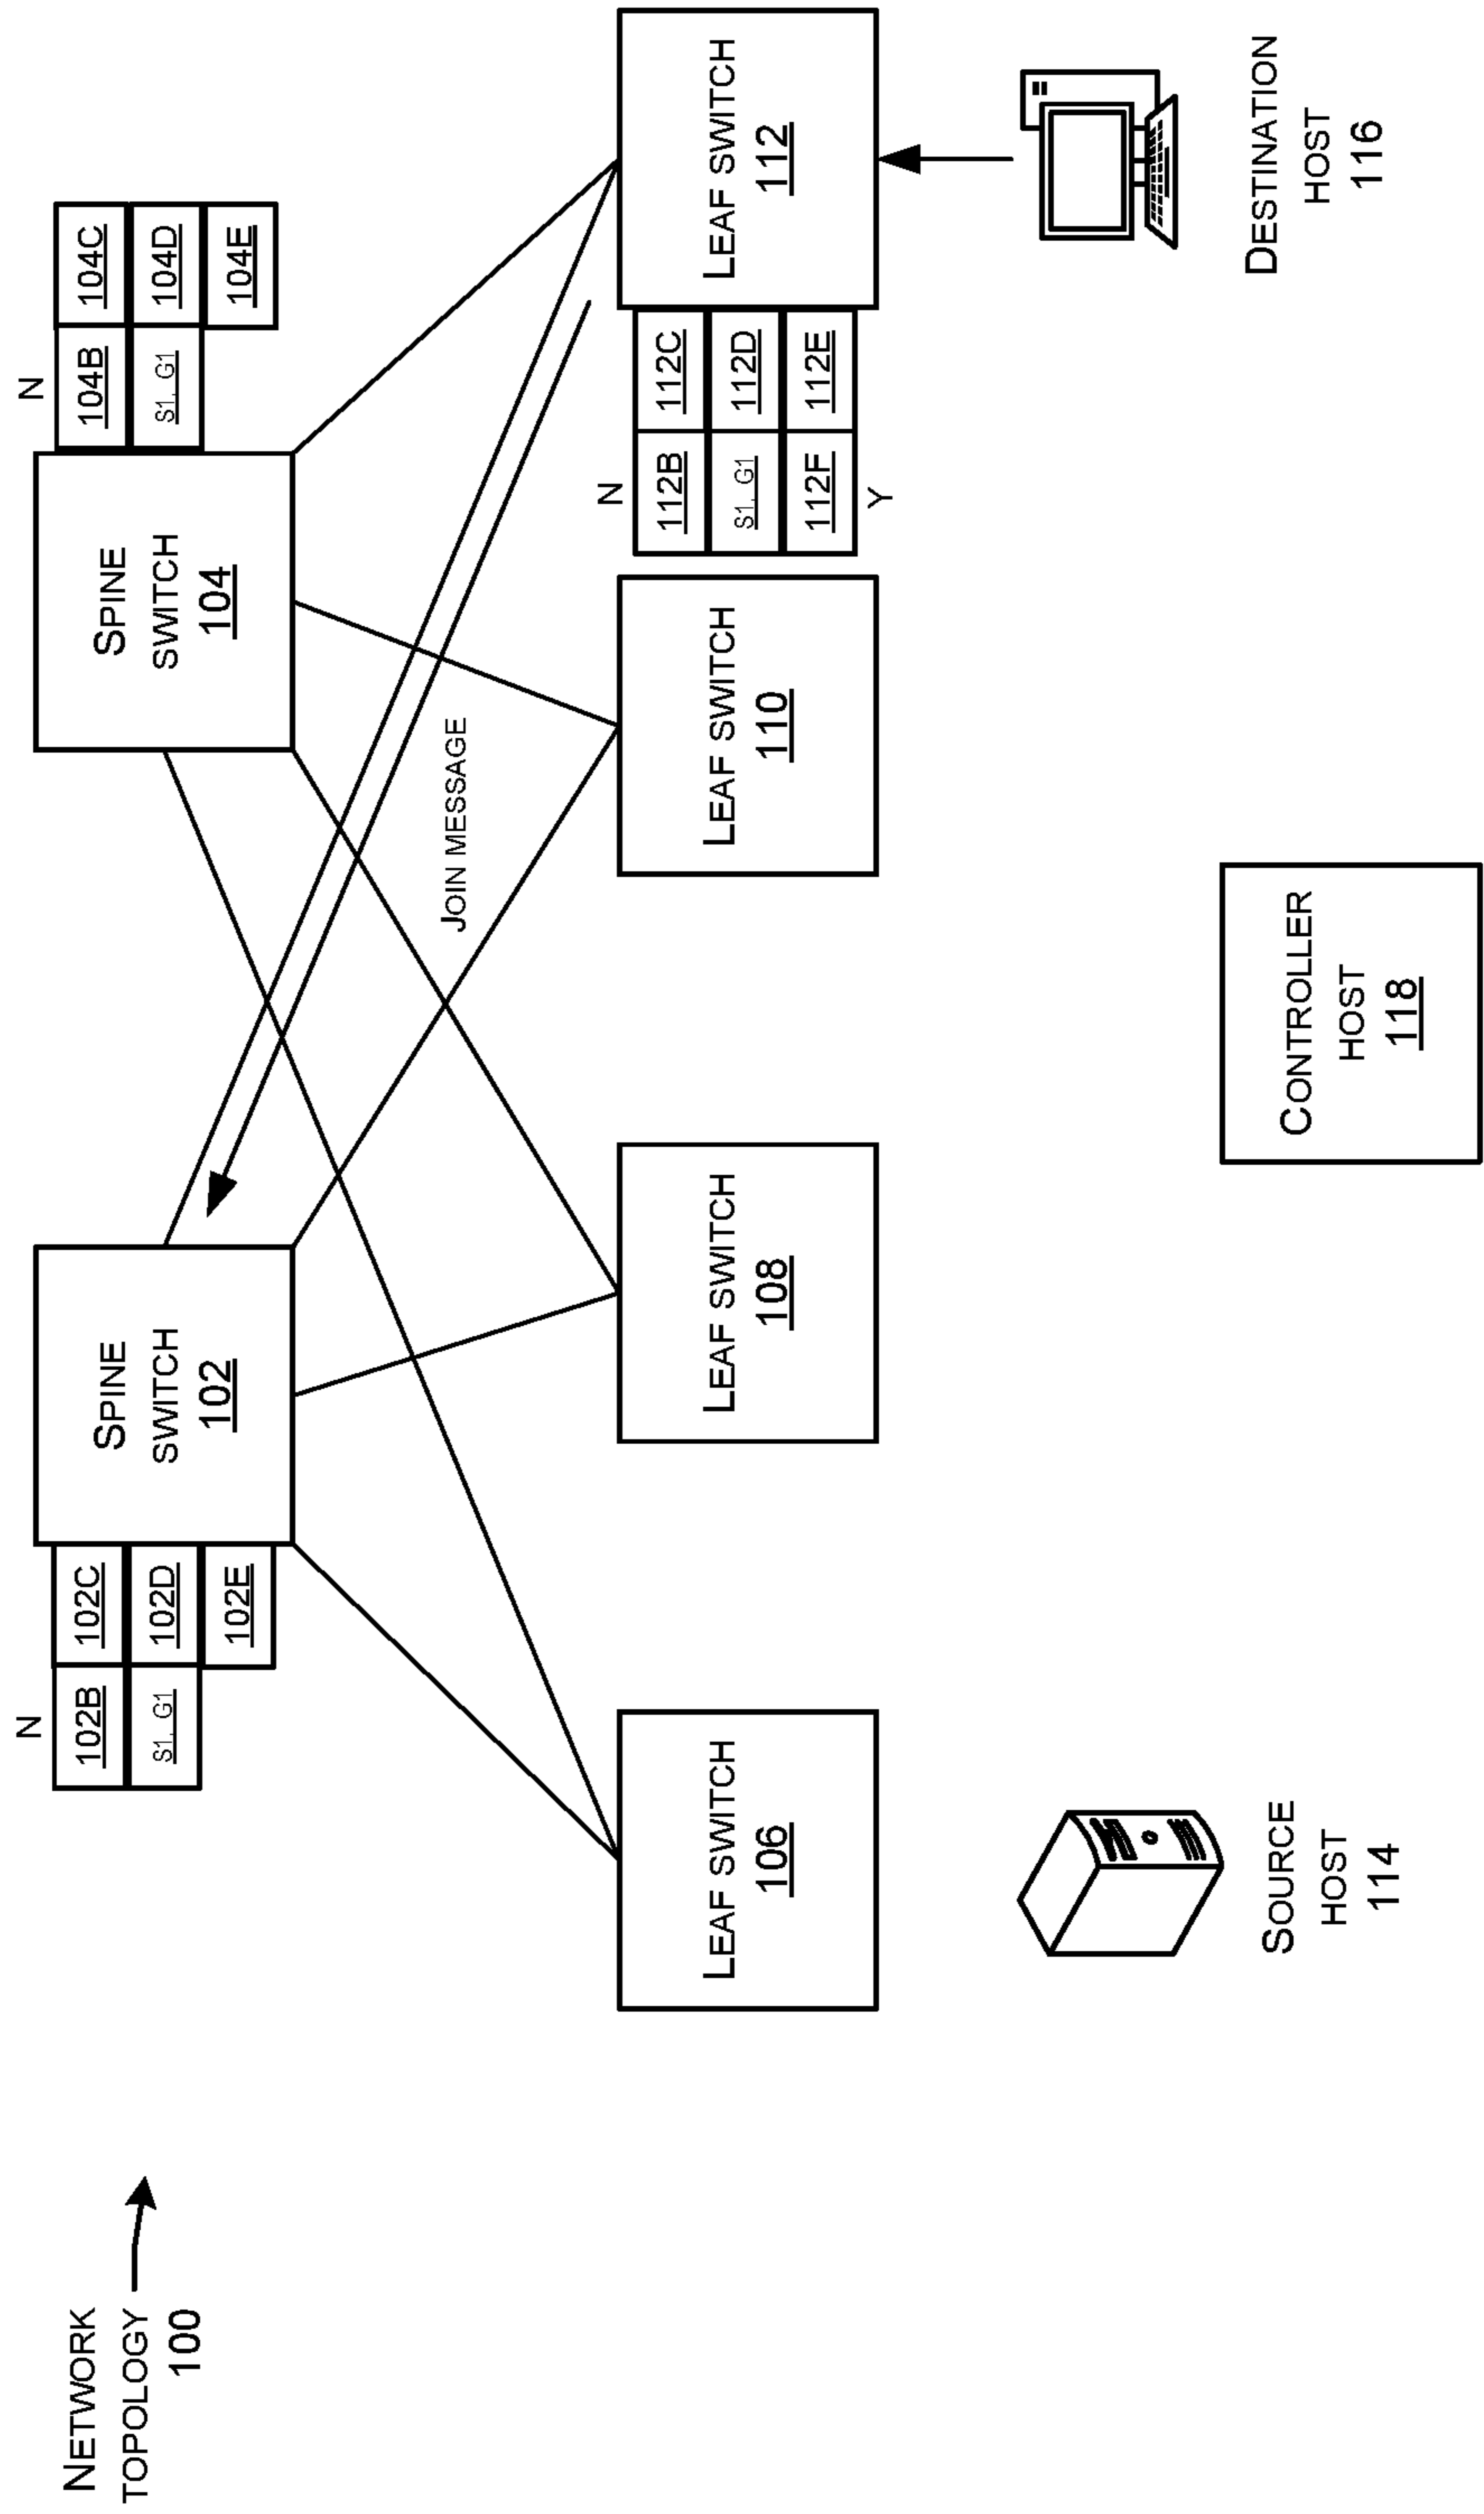 NETWORK
TOPOLOGY
100
N
102B
102C
S1, G1
102D
102E
SPINE
SWITCH
102
SPINE
SWITCH
104
N
104B
104C
S1, G1
104D
104E
JOIN MESSAGE
LEAF SWITCH
106
LEAF SWITCH
108
LEAF SWITCH
110
N
112B
112C
S1, G1
112D
112F
112E
Y
LEAF SWITCH
112
SOURCE
HOST
114
CONTROLLER
HOST
118
DESTINATION
HOST
116